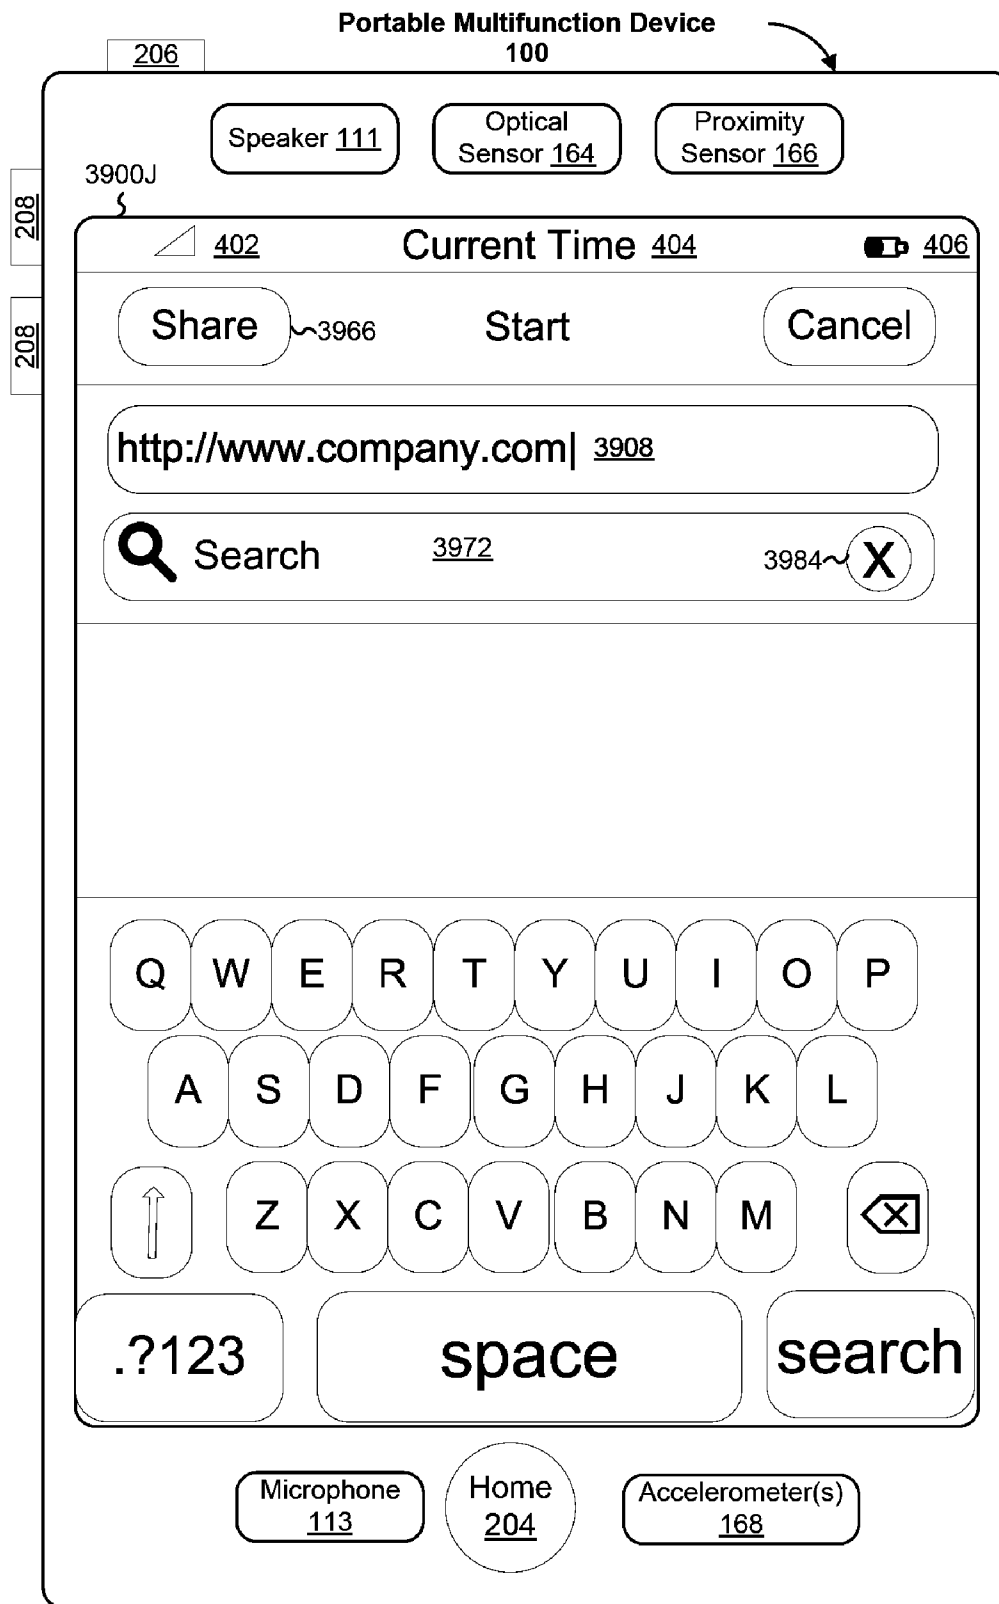 Portable Multifunction Device
100
206
Speaker 111
Optical
Sensor 164
Proximity
Sensor 166
3900J
208
208
402
Current Time 404
406
Share
3966
Start
Cancel
http://www.company.com| 3908
Search
3972
3984
X
Q W E R T Y U I O P
A S D F G H J K L
Z X C V B N M
.?123
space
search
Microphone
113
Home
204
Accelerometer(s)
168